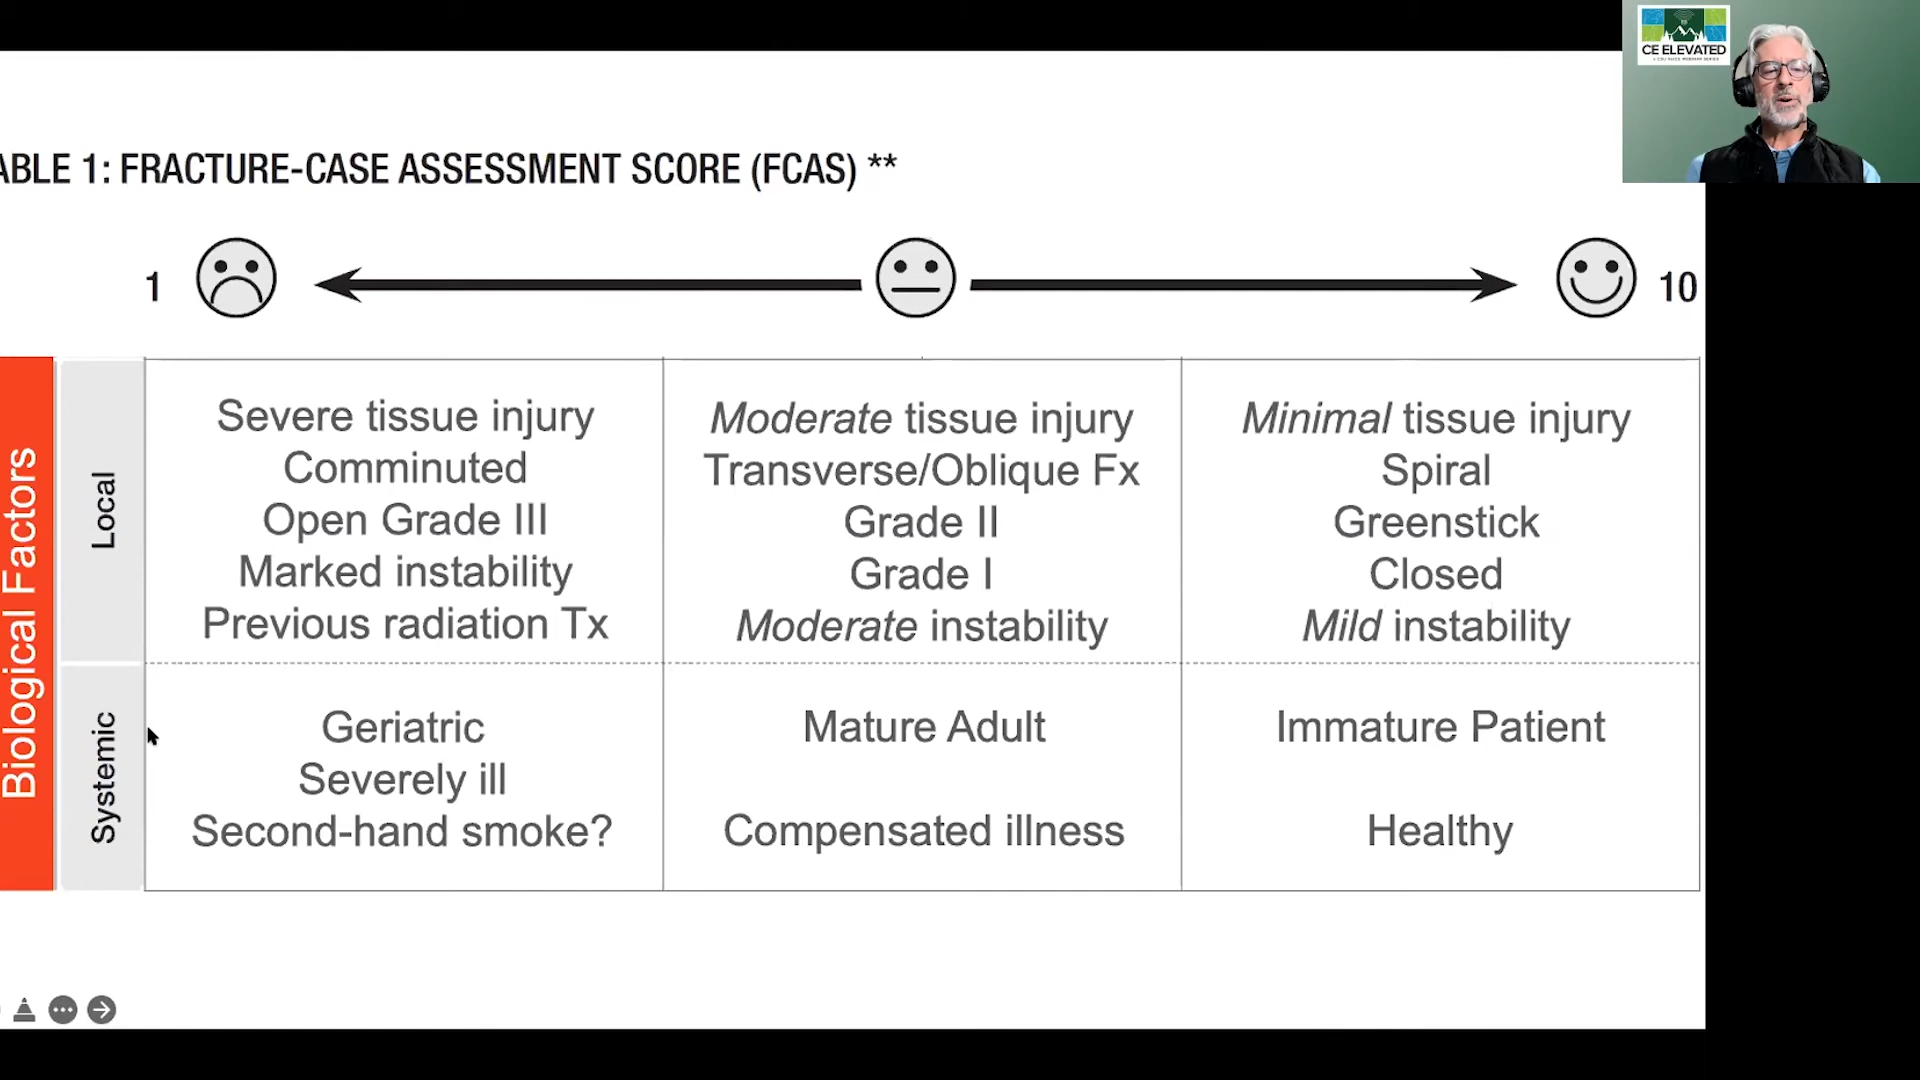 CE ELEVATED
ABLE 1: FRACTURE-CASE ASSESSMENT SCORE (FCAS) **
1
10
Biological Factors
Local
Severe tissue injury
Comminuted
Open Grade III
Marked instability
Previous radiation Tx
Moderate tissue injury
Transverse/Oblique Fx
Grade II
Grade I
Moderate instability
Minimal tissue injury
Spiral
Greenstick
Closed
Mild instability
Systemic
Geriatric
Severely ill
Second-hand smoke?
Mature Adult
Compensated illness
Immature Patient
Healthy